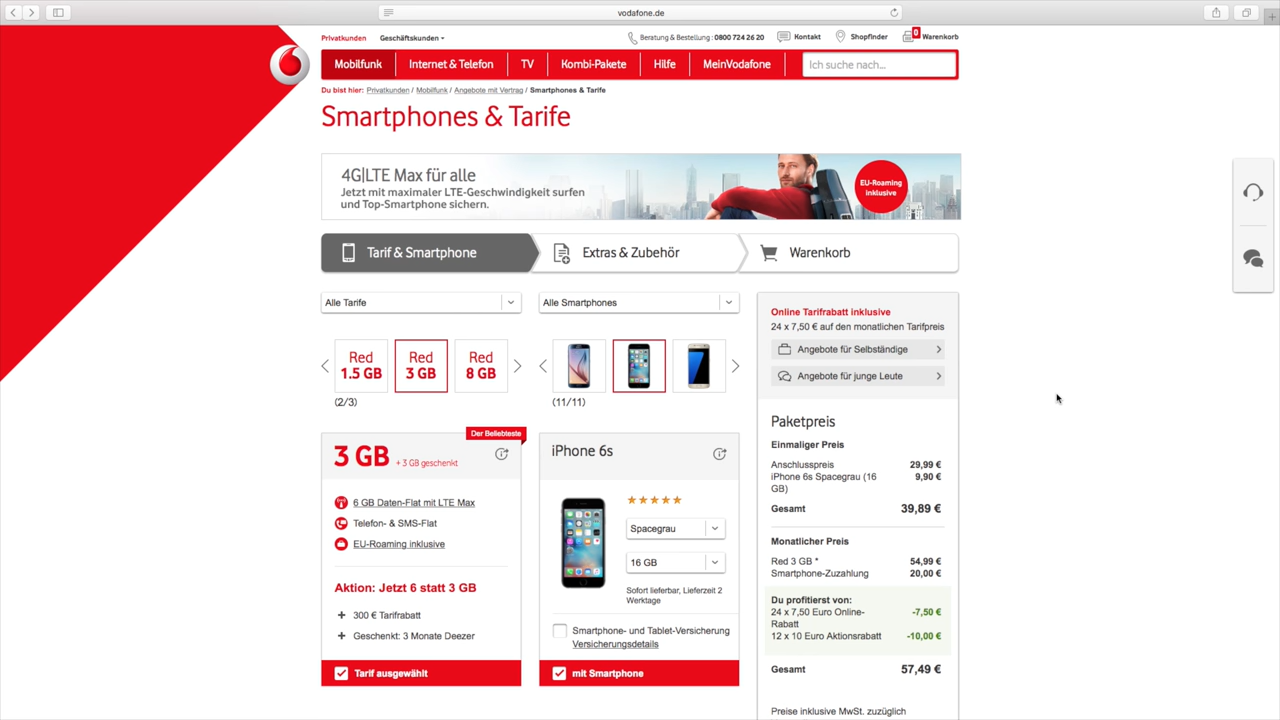 vodafone.de
Privatkunden Geschäftskunden
Beratung & Bestellung : 0800 724 26 20 Kontakt Shopfinder 0 Warenkorb
Mobilfunk Internet & Telefon TV Kombi-Pakete Hilfe MeinVodafone Ich suche nach...
Du bist hier: Privatkunden / Mobilfunk / Angebote mit Vertrag / Smartphones & Tarife
Smartphones & Tarife
4G|LTE Max für alle
Jetzt mit maximaler LTE-Geschwindigkeit surfen
und Top-Smartphone sichern.
EU-Roaming
inklusive
Tarif & Smartphone Extras & Zubehör Warenkorb
Alle Tarife
Red
1.5 GB
Red
3 GB
Red
8 GB
(2/3)
Der Beliebteste
3 GB + 3 GB geschenkt
6 GB Daten-Flat mit LTE Max
Telefon- & SMS-Flat
EU-Roaming inklusive
Aktion: Jetzt 6 statt 3 GB
+ 300 € Tarifrabatt
+ Geschenkt: 3 Monate Deezer
Tarif ausgewählt
Alle Smartphones
(11/11)
iPhone 6s
Spacegrau
16 GB
Sofort lieferbar, Lieferzeit 2
Werktage
Smartphone- und Tablet-Versicherung
Versicherungsdetails
mit Smartphone
Online Tarifrabatt inklusive
24 x 7,50 € auf den monatlichen Tarifpreis
Angebote für Selbständige
Angebote für junge Leute
Paketpreis
Einmaliger Preis
Anschlusspreis 29,99 €
iPhone 6s Spacegrau (16 9,90 €
GB)
Gesamt 39,89 €
Monatlicher Preis
Red 3 GB * 54,99 €
Smartphone-Zuzahlung 20,00 €
Du profitierst von:
24 x 7,50 Euro Online- -7,50 €
Rabatt
12 x 10 Euro Aktionsrabatt -10,00 €
Gesamt 57,49 €
Preise inklusive MwSt. zuzüglich